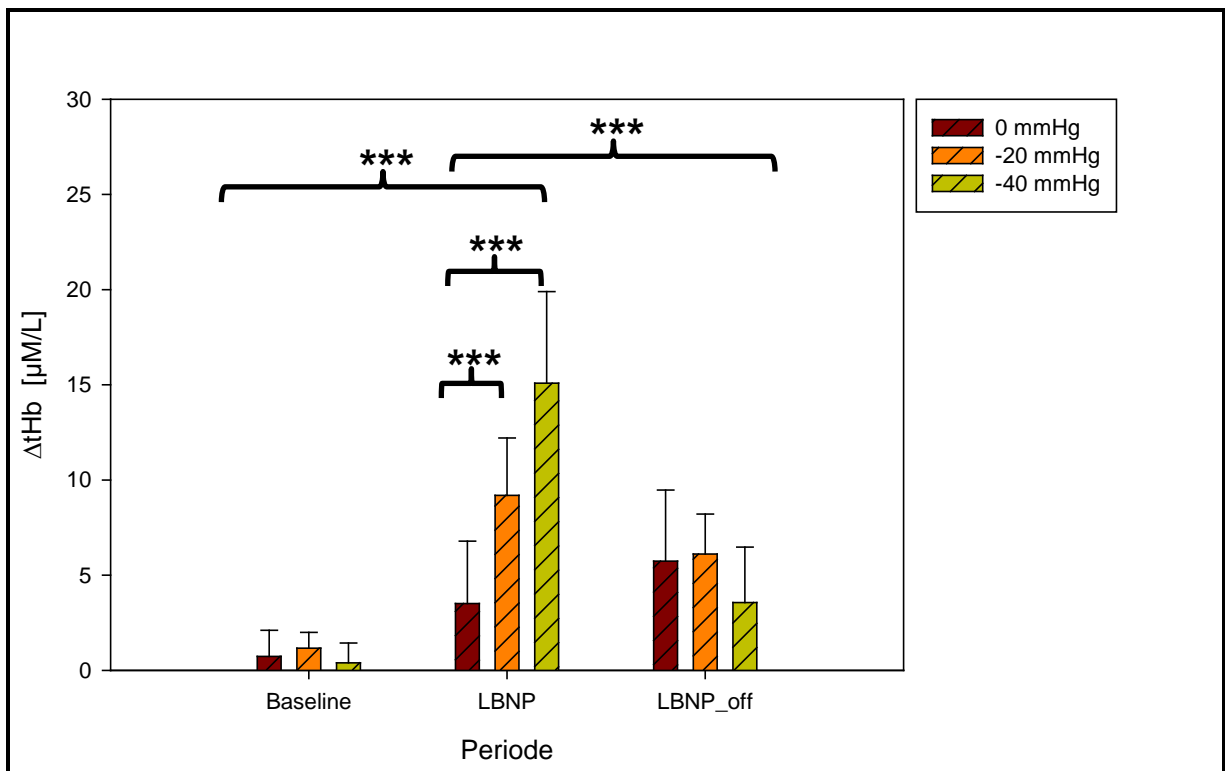 30
25
20
15
10
5
0
ΔtHb [µM/L]
***
***
***
***
0 mmHg
-20 mmHg
-40 mmHg
Baseline
LBNP
LBNP_off
Periode